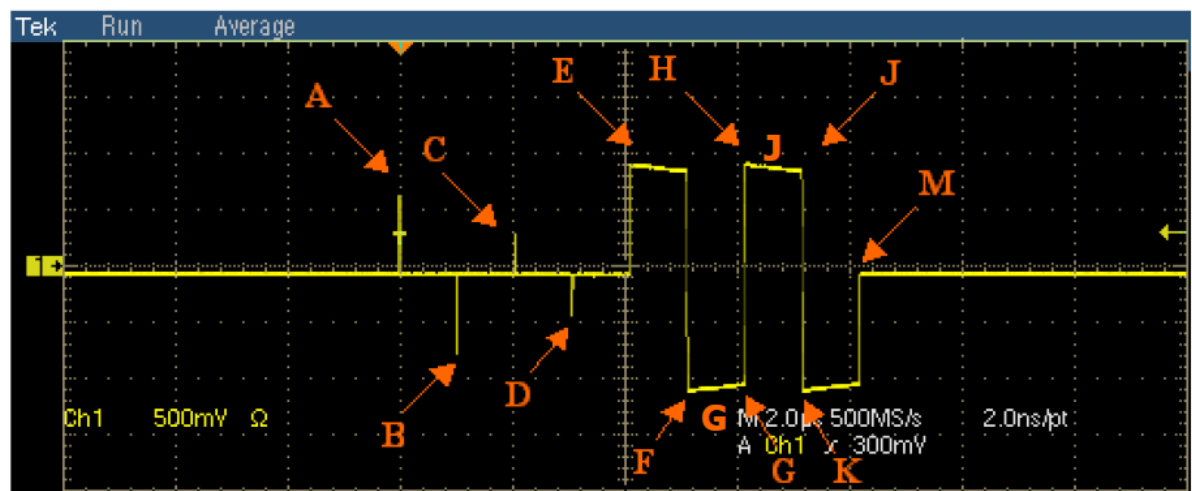 Tek Run Average
E H J
A J
C
M
1
D
B
Ch1 500mV Ω G M 2.0µs 500MS/s 2.0ns/pt
A Ch1 300mV
F G K